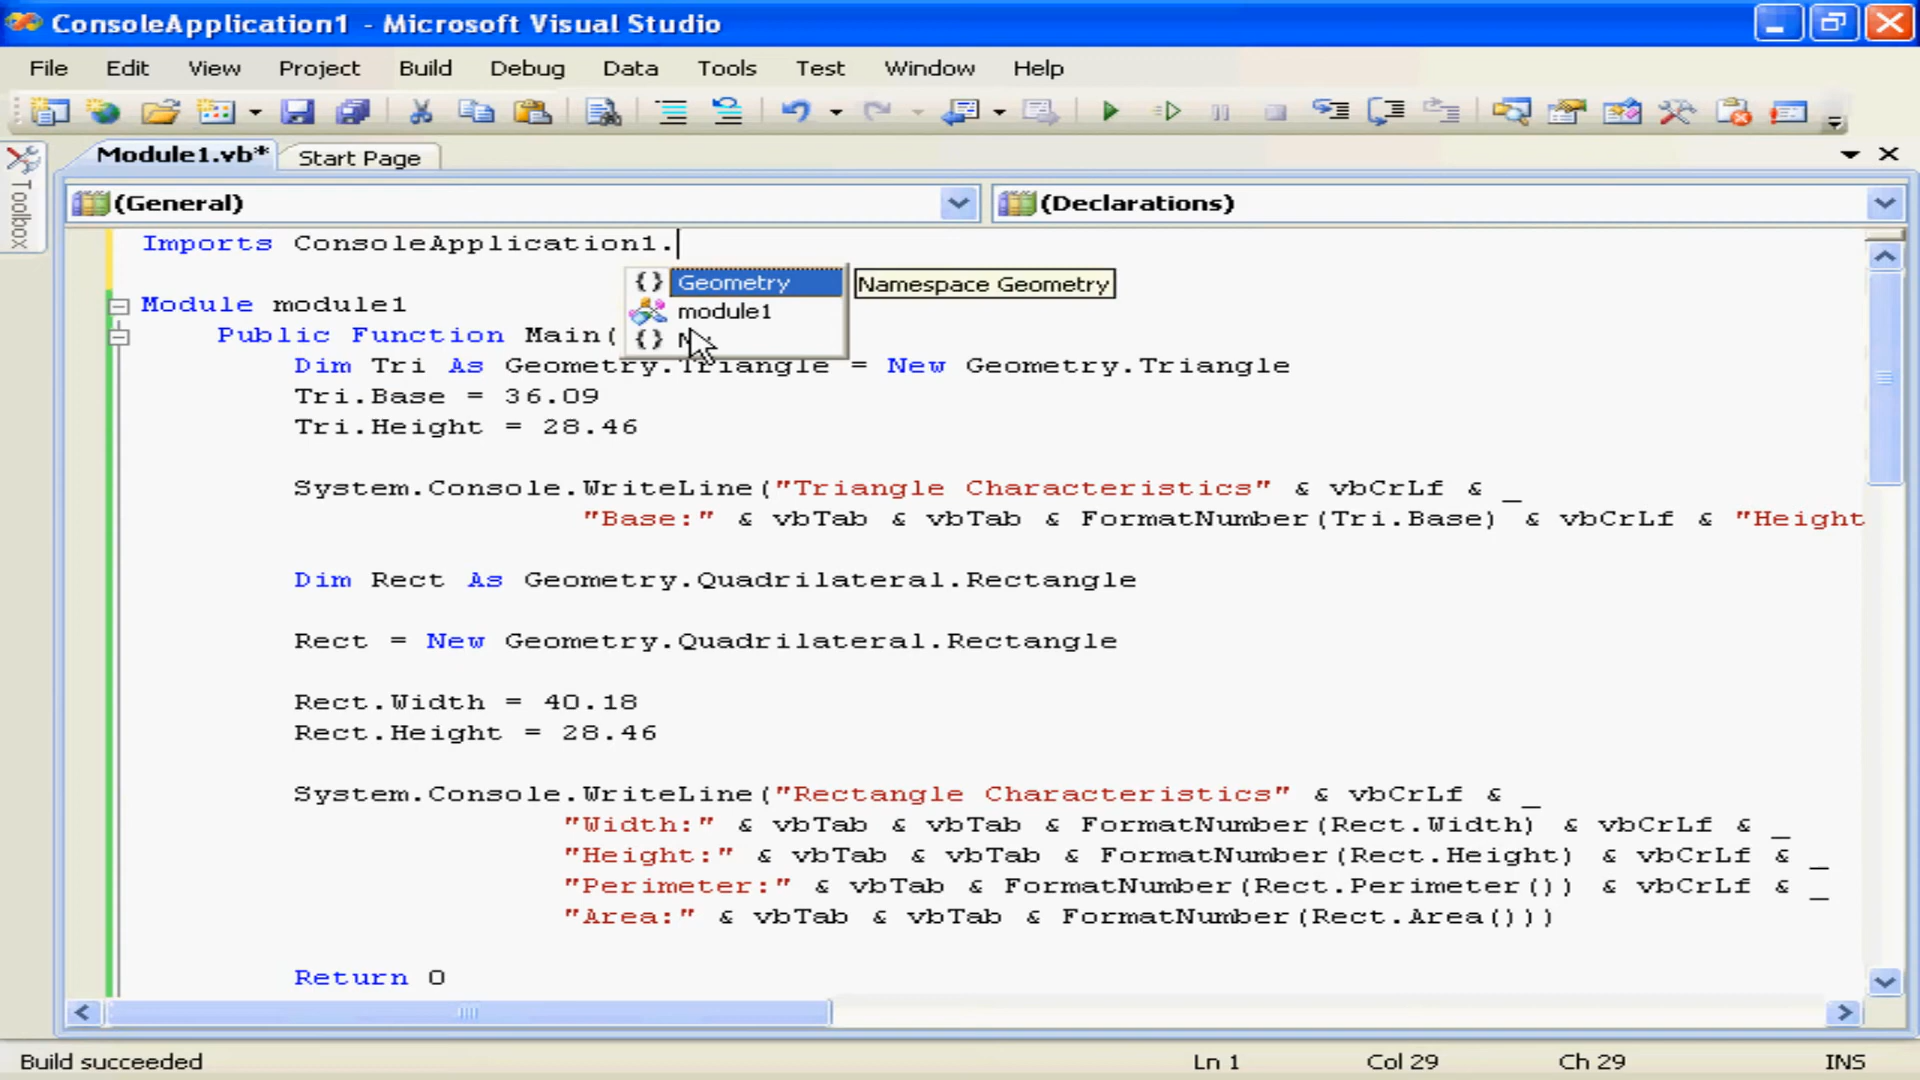 ConsoleApplication1 - Microsoft Visual Studio
File Edit View Project Build Debug Data Tools Test Window Help
Module1.vb* Start Page
Toolbox
(General) (Declarations)
Imports ConsoleApplication1.
Geometry Namespace Geometry
Module module1 module1
Public Function Main(
Dim Tri As Geometry.Triangle = New Geometry.Triangle
Tri.Base = 36.09
Tri.Height = 28.46
System.Console.WriteLine("Triangle Characteristics" & vbCrLf & _
"Base:" & vbTab & vbTab & FormatNumber(Tri.Base) & vbCrLf & "Height
Dim Rect As Geometry.Quadrilateral.Rectangle
Rect = New Geometry.Quadrilateral.Rectangle
Rect.Width = 40.18
Rect.Height = 28.46
System.Console.WriteLine("Rectangle Characteristics" & vbCrLf & _
"Width:" & vbTab & vbTab & FormatNumber(Rect.Width) & vbCrLf & _
"Height:" & vbTab & vbTab & FormatNumber(Rect.Height) & vbCrLf & _
"Perimeter:" & vbTab & FormatNumber(Rect.Perimeter()) & vbCrLf & _
"Area:" & vbTab & vbTab & FormatNumber(Rect.Area()))
Return 0
Build succeeded Ln 1 Col 29 Ch 29 INS